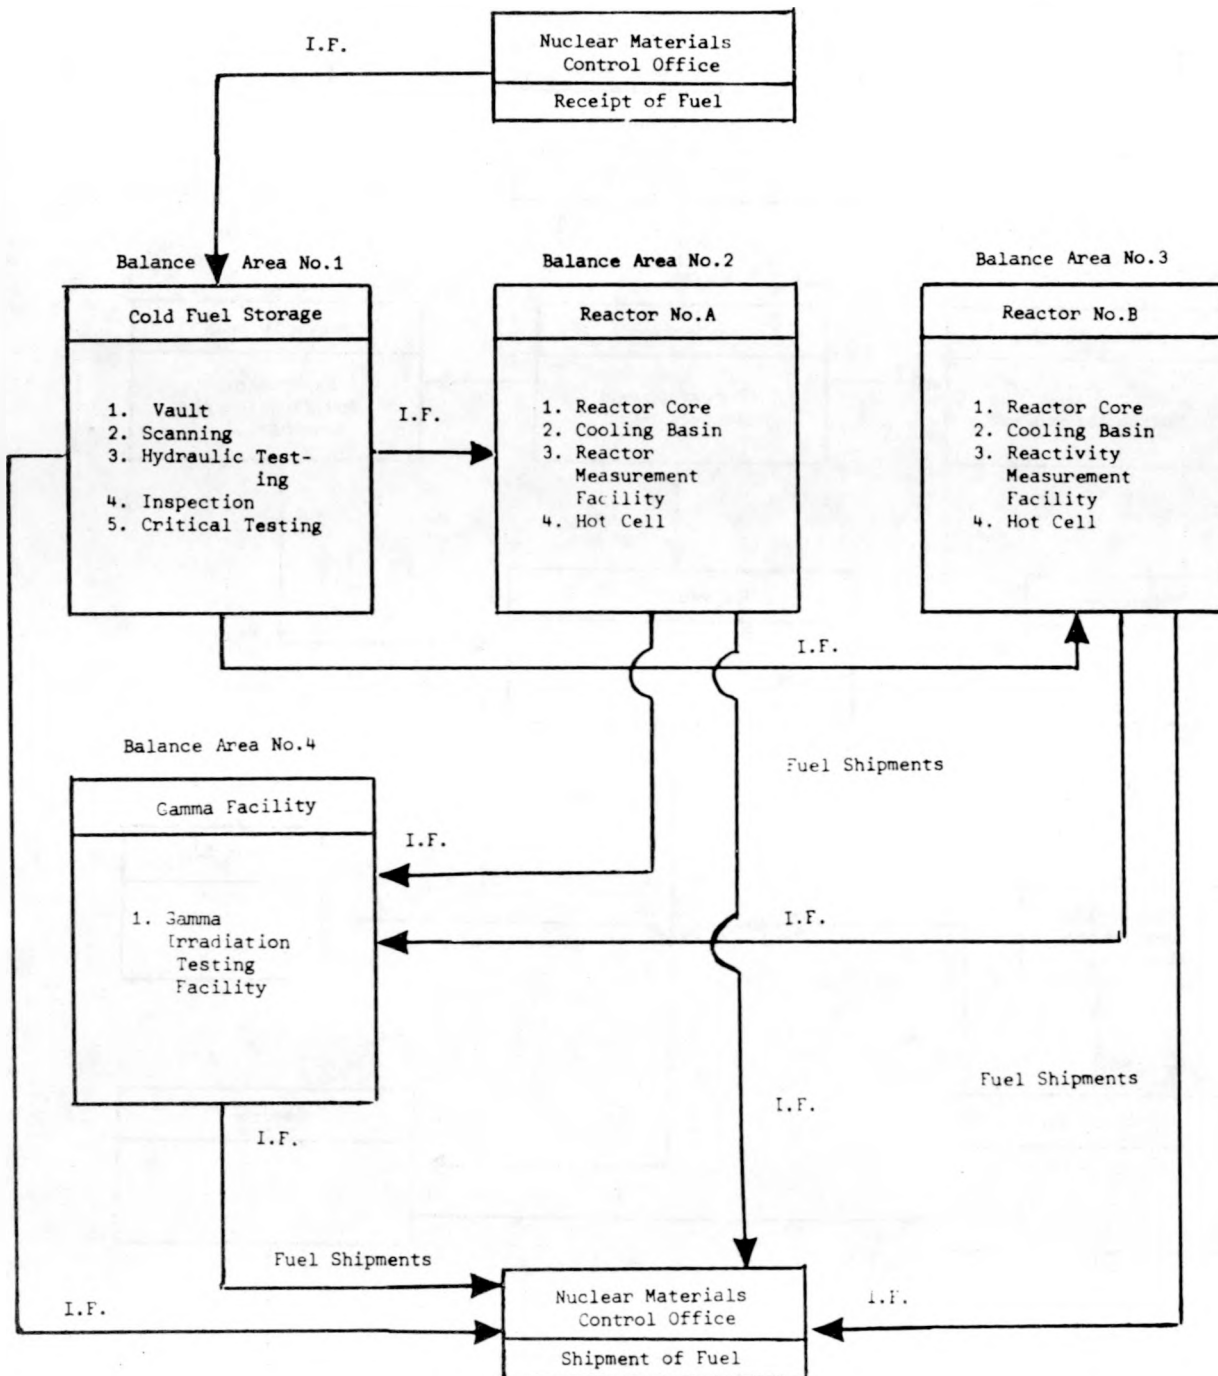 I.F.
Nuclear Materials
Control Office
Receipt of Fuel
Balance Area No.1
Cold Fuel Storage
1. Vault
2. Scanning
3. Hydraulic Test-
ing
4. Inspection
5. Critical Testing
I.F.
Balance Area No.2
Reactor No.A
1. Reactor Core
2. Cooling Basin
3. Reactor
Measurement
Facility
4. Hot Cell
Balance Area No.3
Reactor No.B
1. Reactor Core
2. Cooling Basin
3. Reactivity
Measurement
Facility
4. Hot Cell
I.F.
Balance Area No.4
Gamma Facility
1. Gamma
Irradiation
Testing
Facility
I.F.
Fuel Shipments
I.F.
Fuel Shipments
I.F.
I.F.
Fuel Shipments
I.F.
Nuclear Materials
Control Office
Shipment of Fuel
I.F.